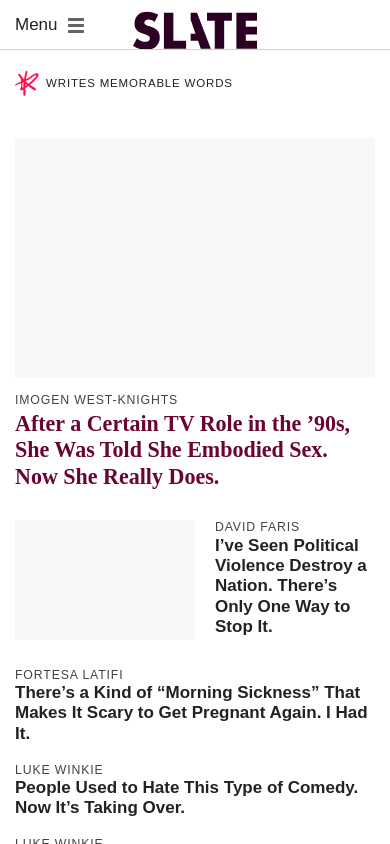 Menu
SLATE
WRITES MEMORABLE WORDS
IMOGEN WEST-KNIGHTS
After a Certain TV Role in the ’90s,
She Was Told She Embodied Sex.
Now She Really Does.
DAVID FARIS
I’ve Seen Political
Violence Destroy a
Nation. There’s
Only One Way to
Stop It.
FORTESA LATIFI
There’s a Kind of “Morning Sickness” That
Makes It Scary to Get Pregnant Again. I Had
It.
LUKE WINKIE
People Used to Hate This Type of Comedy.
Now It’s Taking Over.
LUKE WINKIE